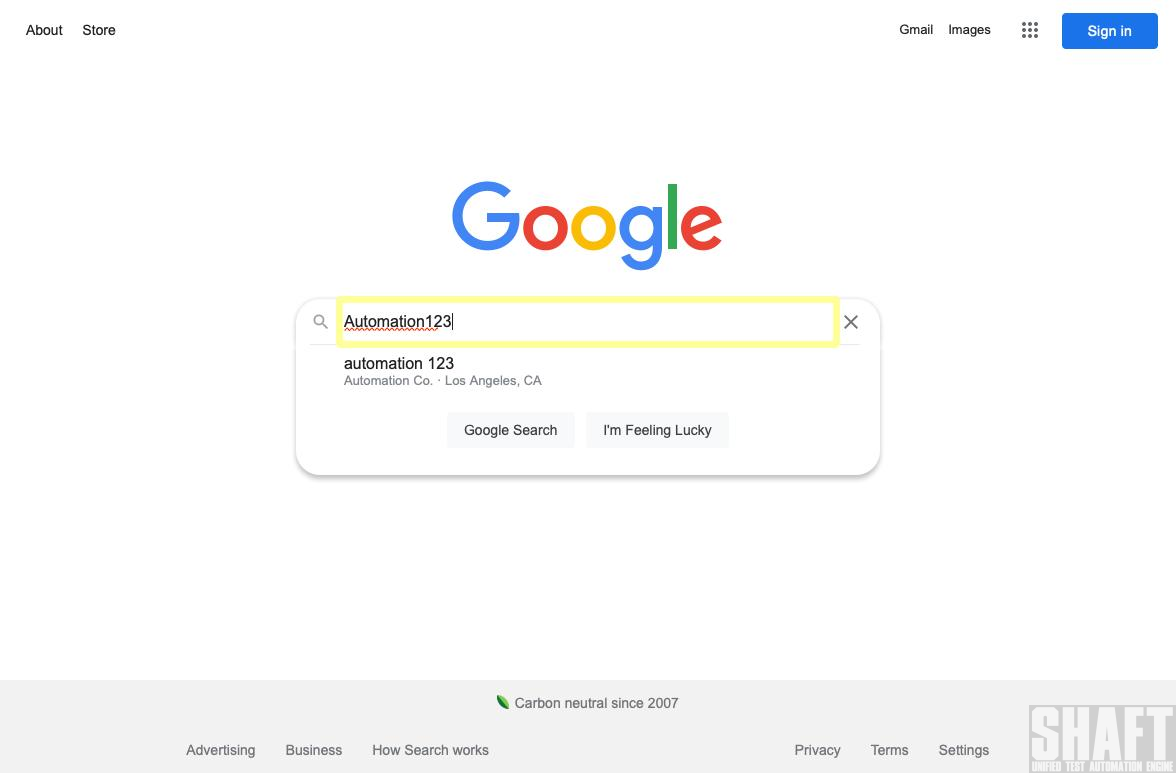 About Store Gmail Images Sign in
Google
Automation123
automation 123
Automation Co. · Los Angeles, CA
Google Search I'm Feeling Lucky
Carbon neutral since 2007
Advertising Business How Search works Privacy Terms Settings
SHAFT
UNIFIED TEST AUTOMATION ENGINE